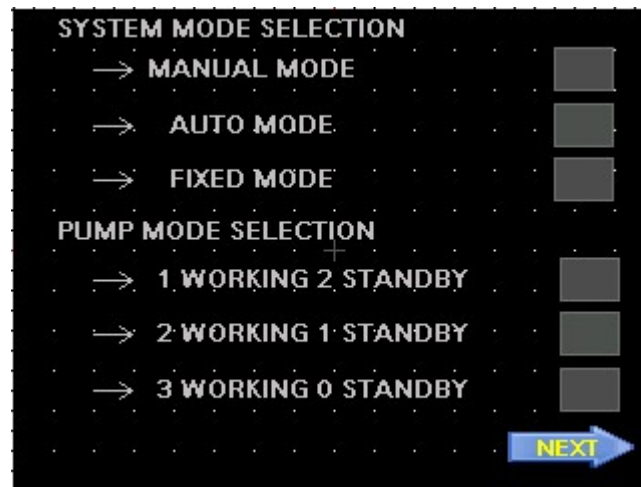 SYSTEM MODE SELECTION
MANUAL MODE
AUTO MODE
FIXED MODE
PUMP MODE SELECTION
1 WORKING 2 STANDBY
2 WORKING 1 STANDBY
3 WORKING 0 STANDBY
NEXT